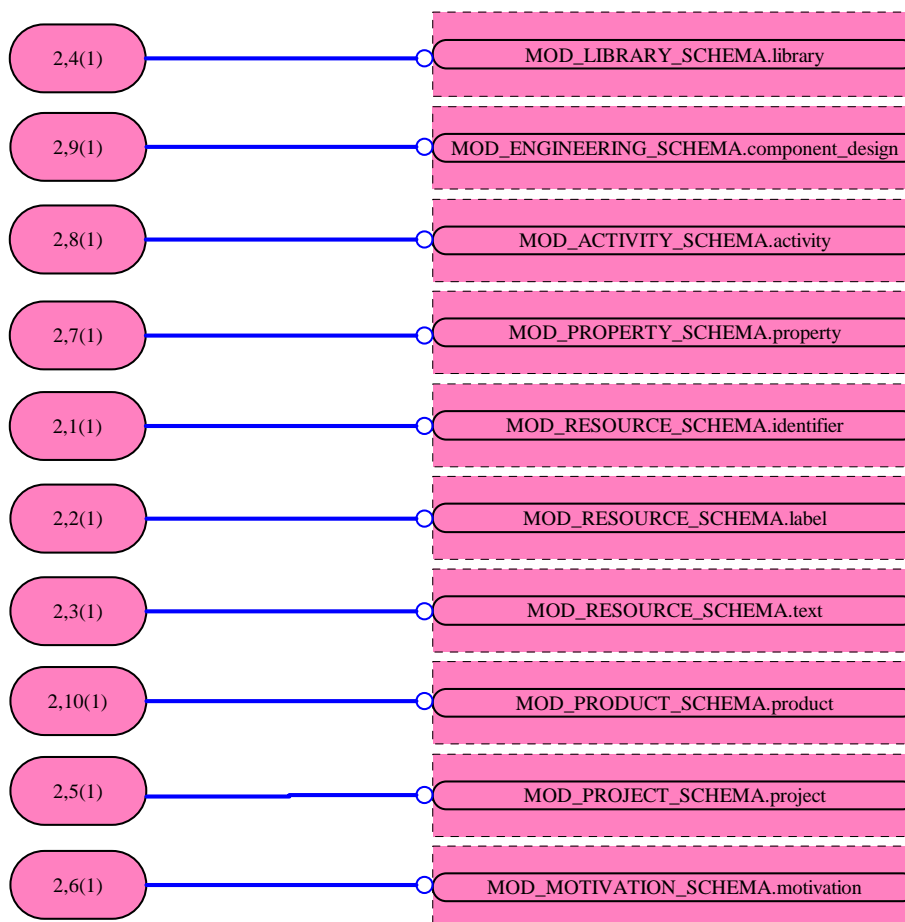 2,4(1) MOD_LIBRARY_SCHEMA.library
2,9(1) MOD_ENGINEERING_SCHEMA.component_design
2,8(1) MOD_ACTIVITY_SCHEMA.activity
2,7(1) MOD_PROPERTY_SCHEMA.property
2,1(1) MOD_RESOURCE_SCHEMA.identifier
2,2(1) MOD_RESOURCE_SCHEMA.label
2,3(1) MOD_RESOURCE_SCHEMA.text
2,10(1) MOD_PRODUCT_SCHEMA.product
2,5(1) MOD_PROJECT_SCHEMA.project
2,6(1) MOD_MOTIVATION_SCHEMA.motivation